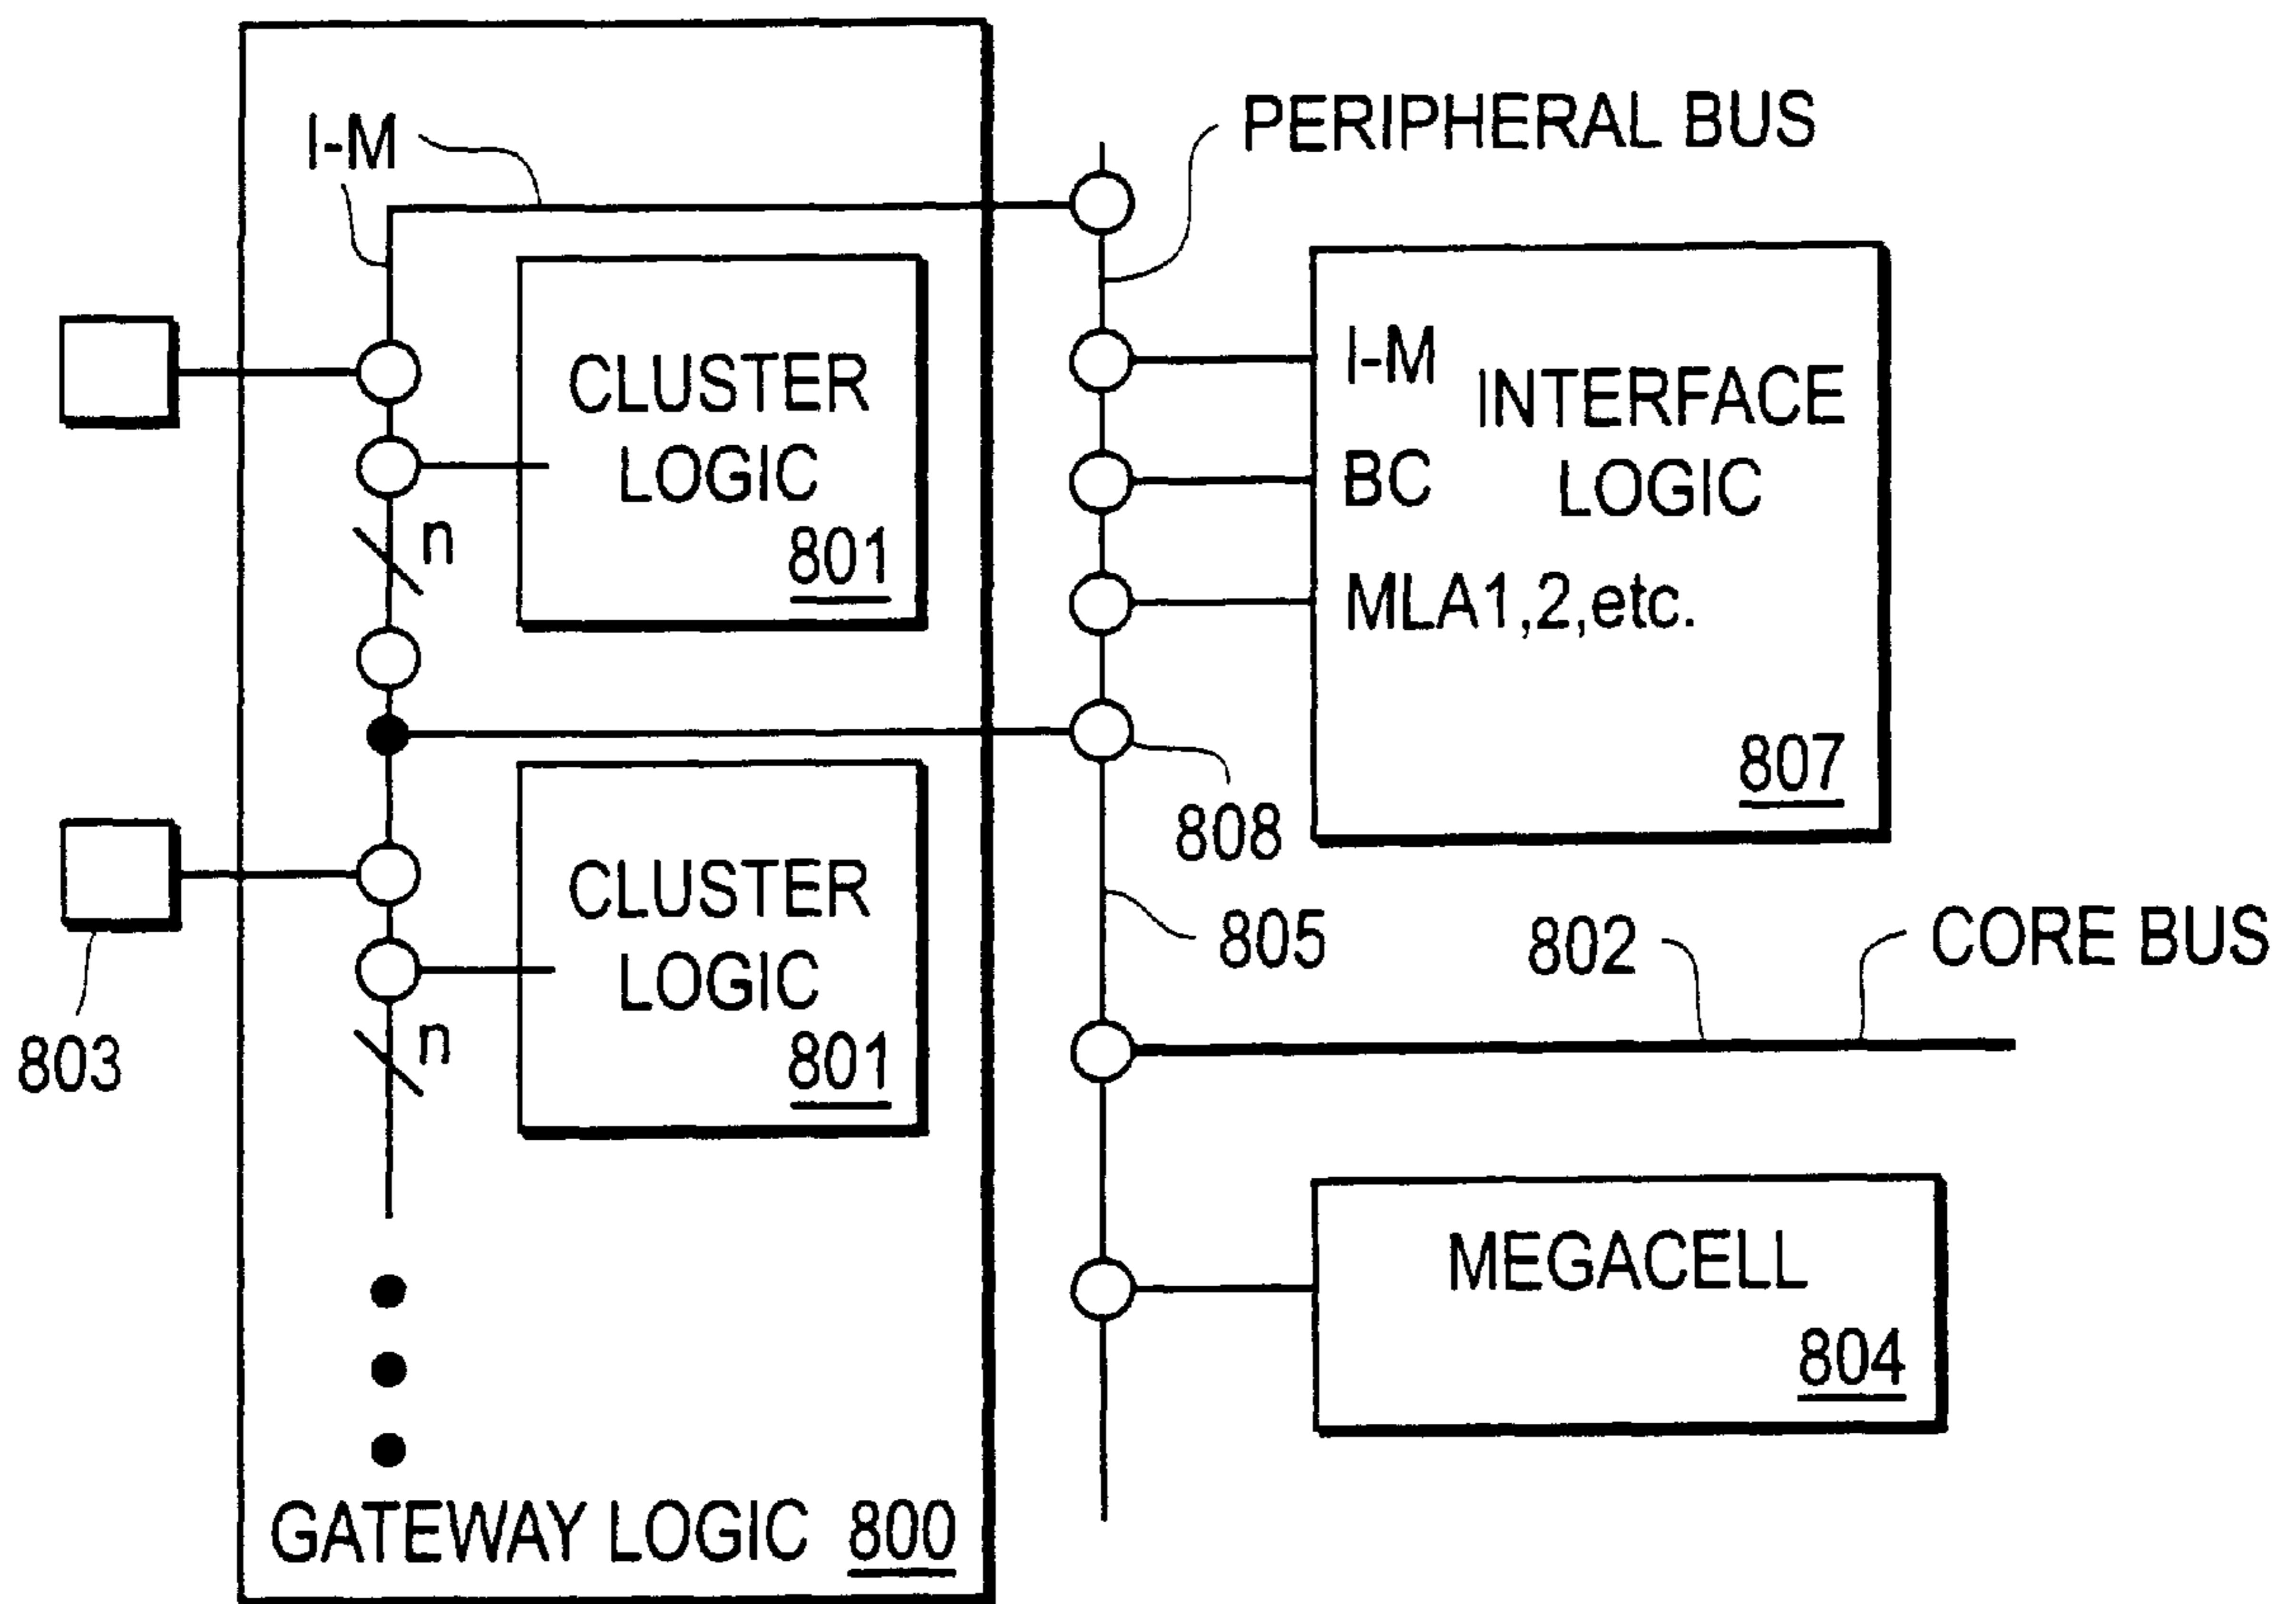 I-M
PERIPHERAL BUS
CLUSTER
LOGIC
801
n
I-M
INTERFACE
LOGIC
BC
MLA1,2,etc.
807
808
805
803
CLUSTER
LOGIC
801
n
802
CORE BUS
MEGACELL
804
GATEWAY LOGIC 800